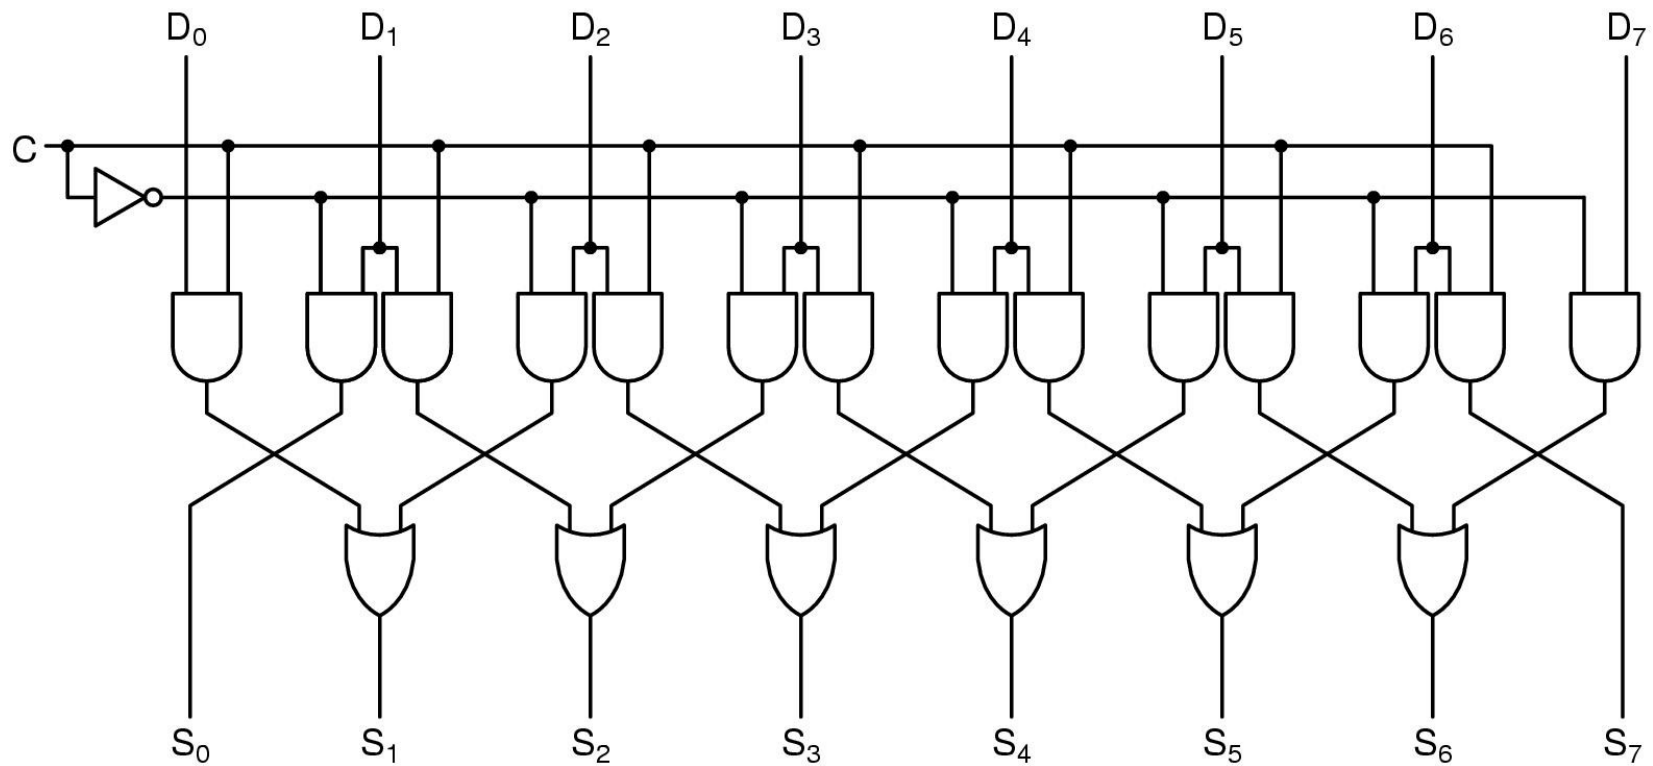 D₀ D₁ D₂ D₃ D₄ D₅ D₆ D₇
C
S₀ S₁ S₂ S₃ S₄ S₅ S₆ S₇